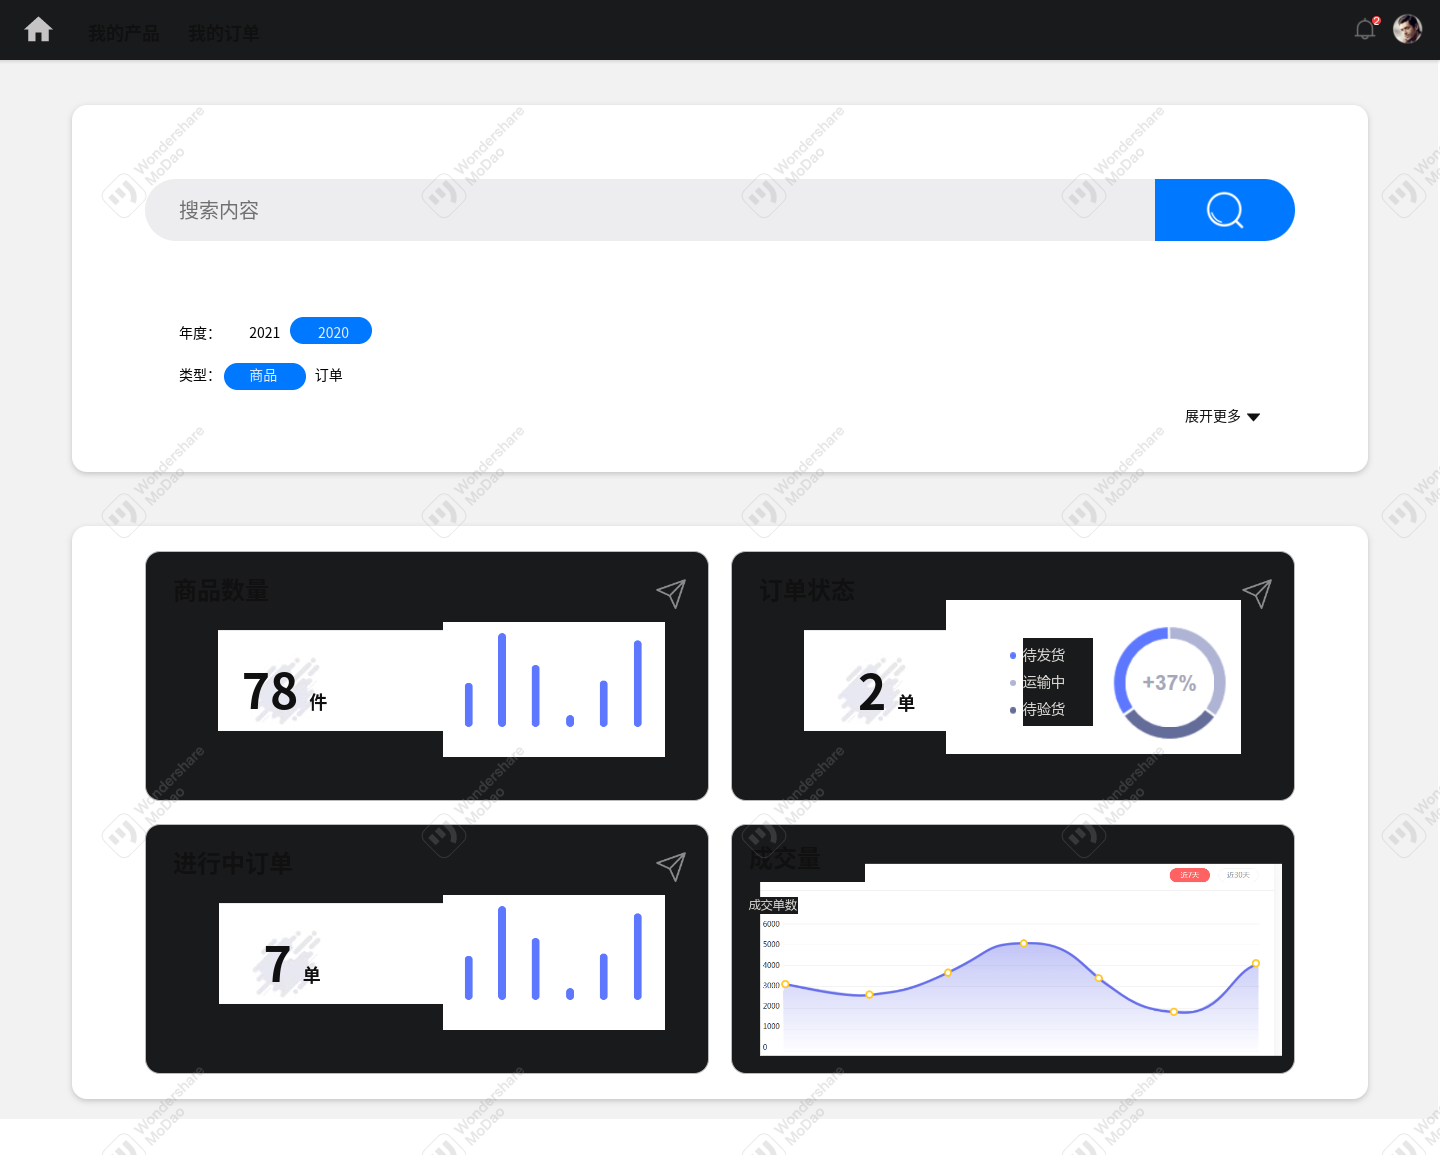 我的产品 我的订单
2
搜索内容
年度： 2021 2020
类型： 商品 订单
展开更多
商品数量
78 件
订单状态
2 单
待发货
运输中
待验货
+37%
进行中订单
7 单
成交量
近7天 近30天
成交单数
6000
5000
4000
3000
2000
1000
0
Wondershare
MoDao